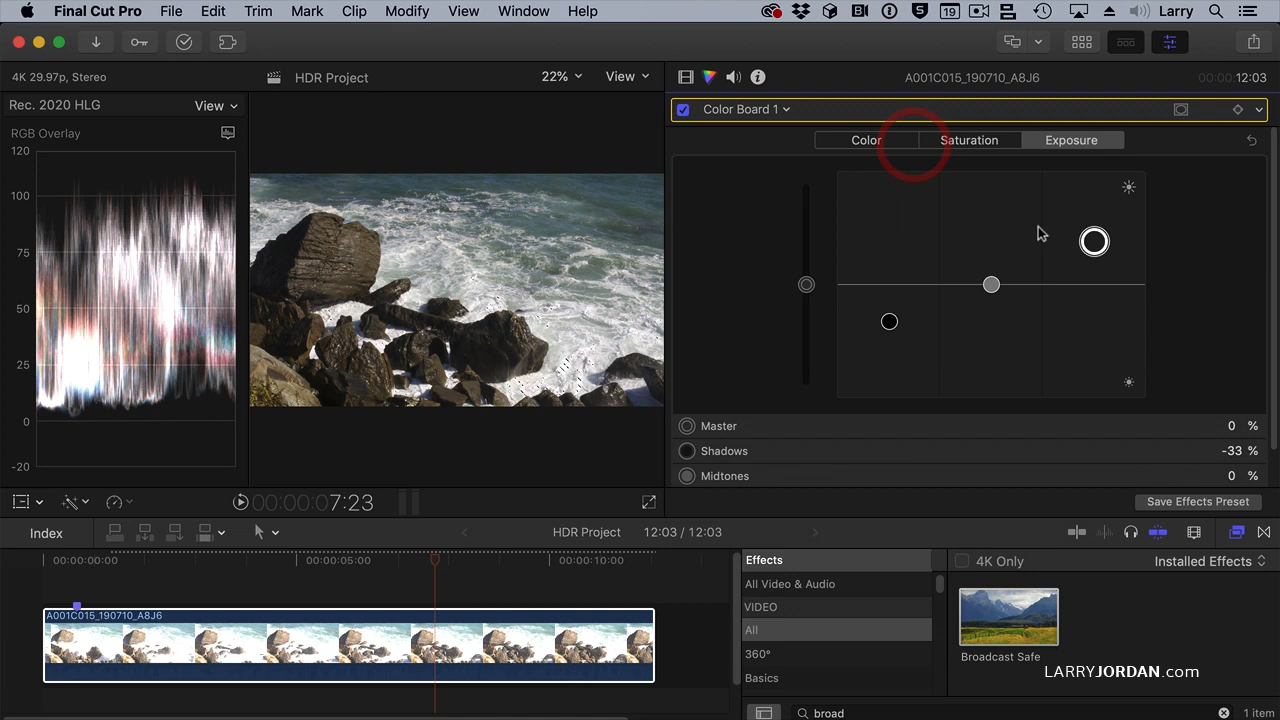 Final Cut Pro File Edit Trim Mark Clip Modify View Window Help 19 Larry
4K 29.97p, Stereo HDR Project 22% View A001C015_190710_A8J6 00:00:12:03
Rec. 2020 HLG View Color Board 1
RGB Overlay
Color Saturation Exposure
120
100
75
50
25
0
-20
Master 0 %
Shadows -33 %
Midtones 0 %
00:00:07:23 Save Effects Preset
Index HDR Project 12:03 / 12:03
00:00:00:00 00:00:05:00 00:00:10:00
Effects 4K Only Installed Effects
All Video & Audio
VIDEO
All
360°
Basics
A001C015_190710_A8J6
Broadcast Safe
LARRYJORDAN.com
broad 1 item